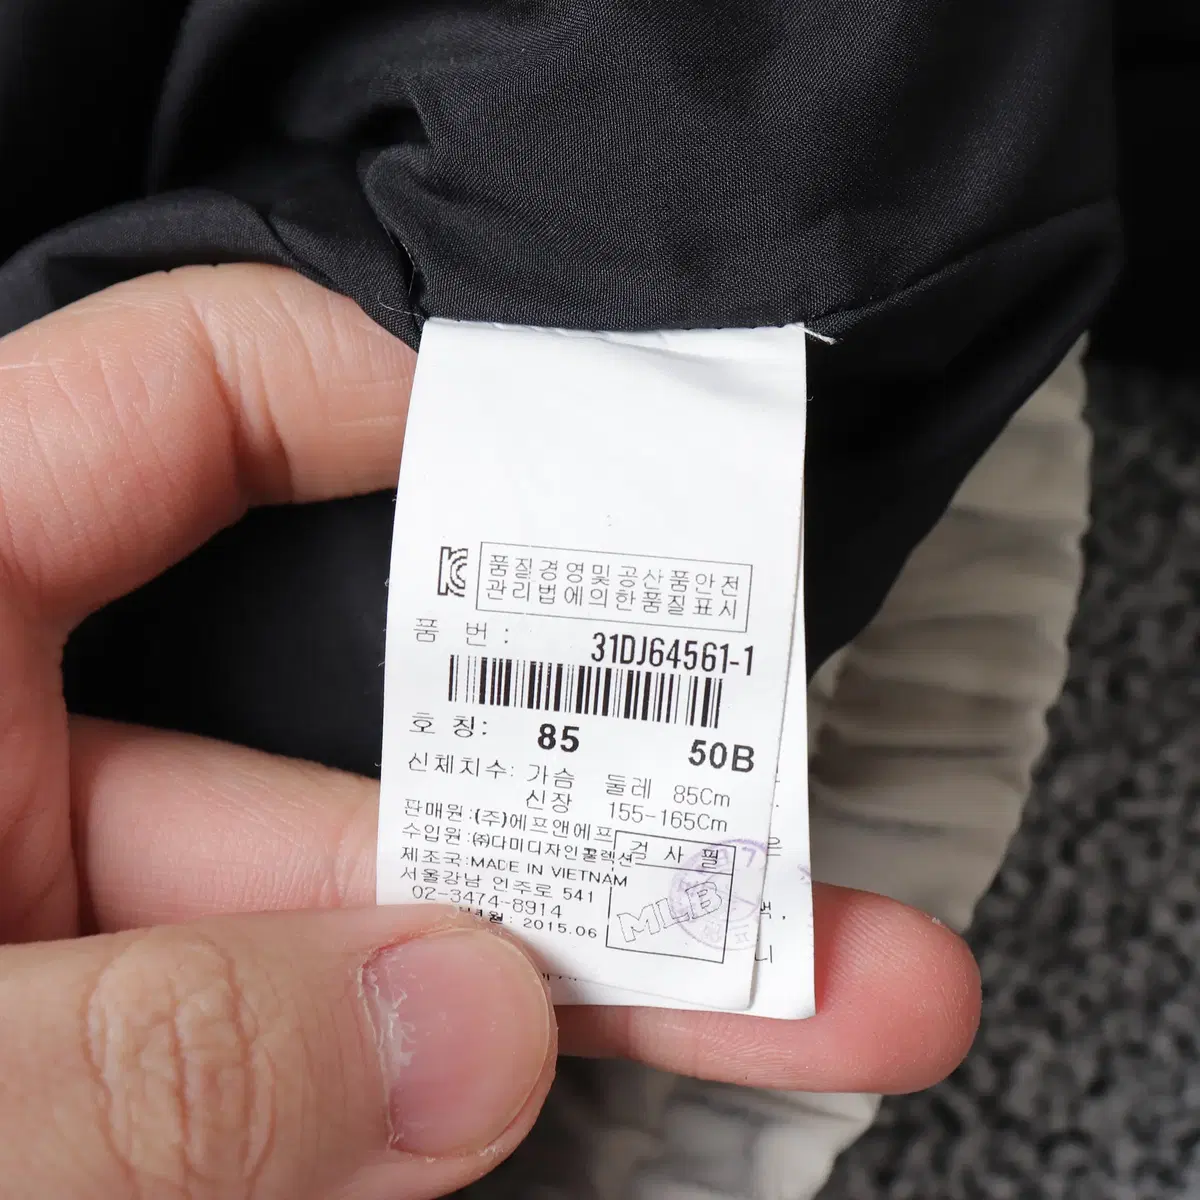 품질경영및공산품안전
관리법에의한품질표시
품 번 : 31DJ64561-1
호 칭: 85 50B
신체치수: 가슴 둘레 85Cm
신장 155-165Cm
판매원:(주)에프앤에프
수입원:㈜다미디자인콜렉션
제조국:MADE IN VIETNAM
서울강남 언주로 541
02-3474-8914
2015.06
검 사 필
MLB
은
니